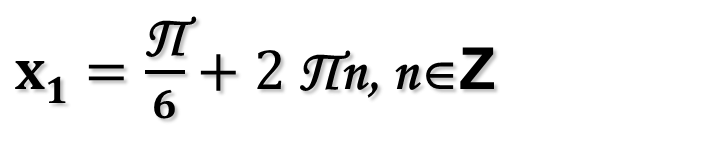 x₁ = π/6 + 2 πn, n∈Z